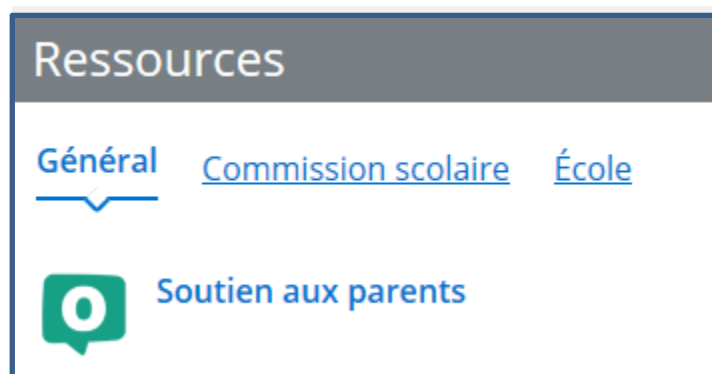 Ressources
Général Commission scolaire École
O Soutien aux parents